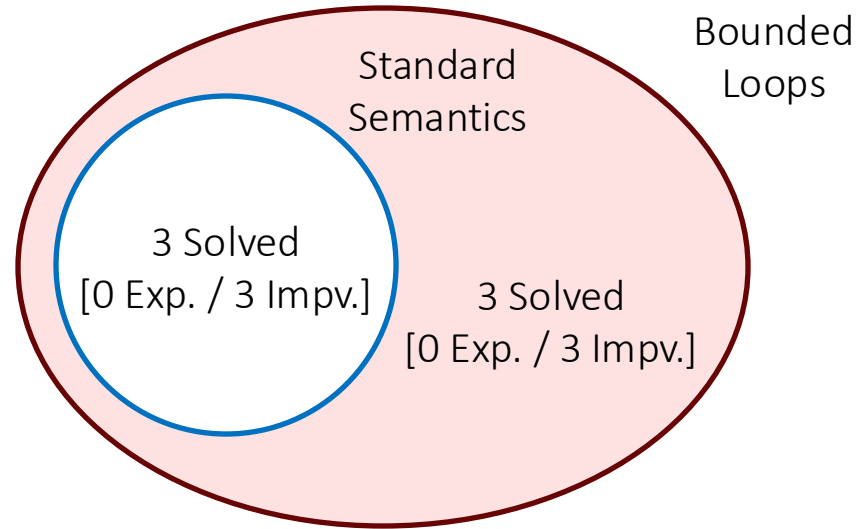 Bounded
Loops
Standard
Semantics
3 Solved
[0 Exp. / 3 Impv.]
3 Solved
[0 Exp. / 3 Impv.]